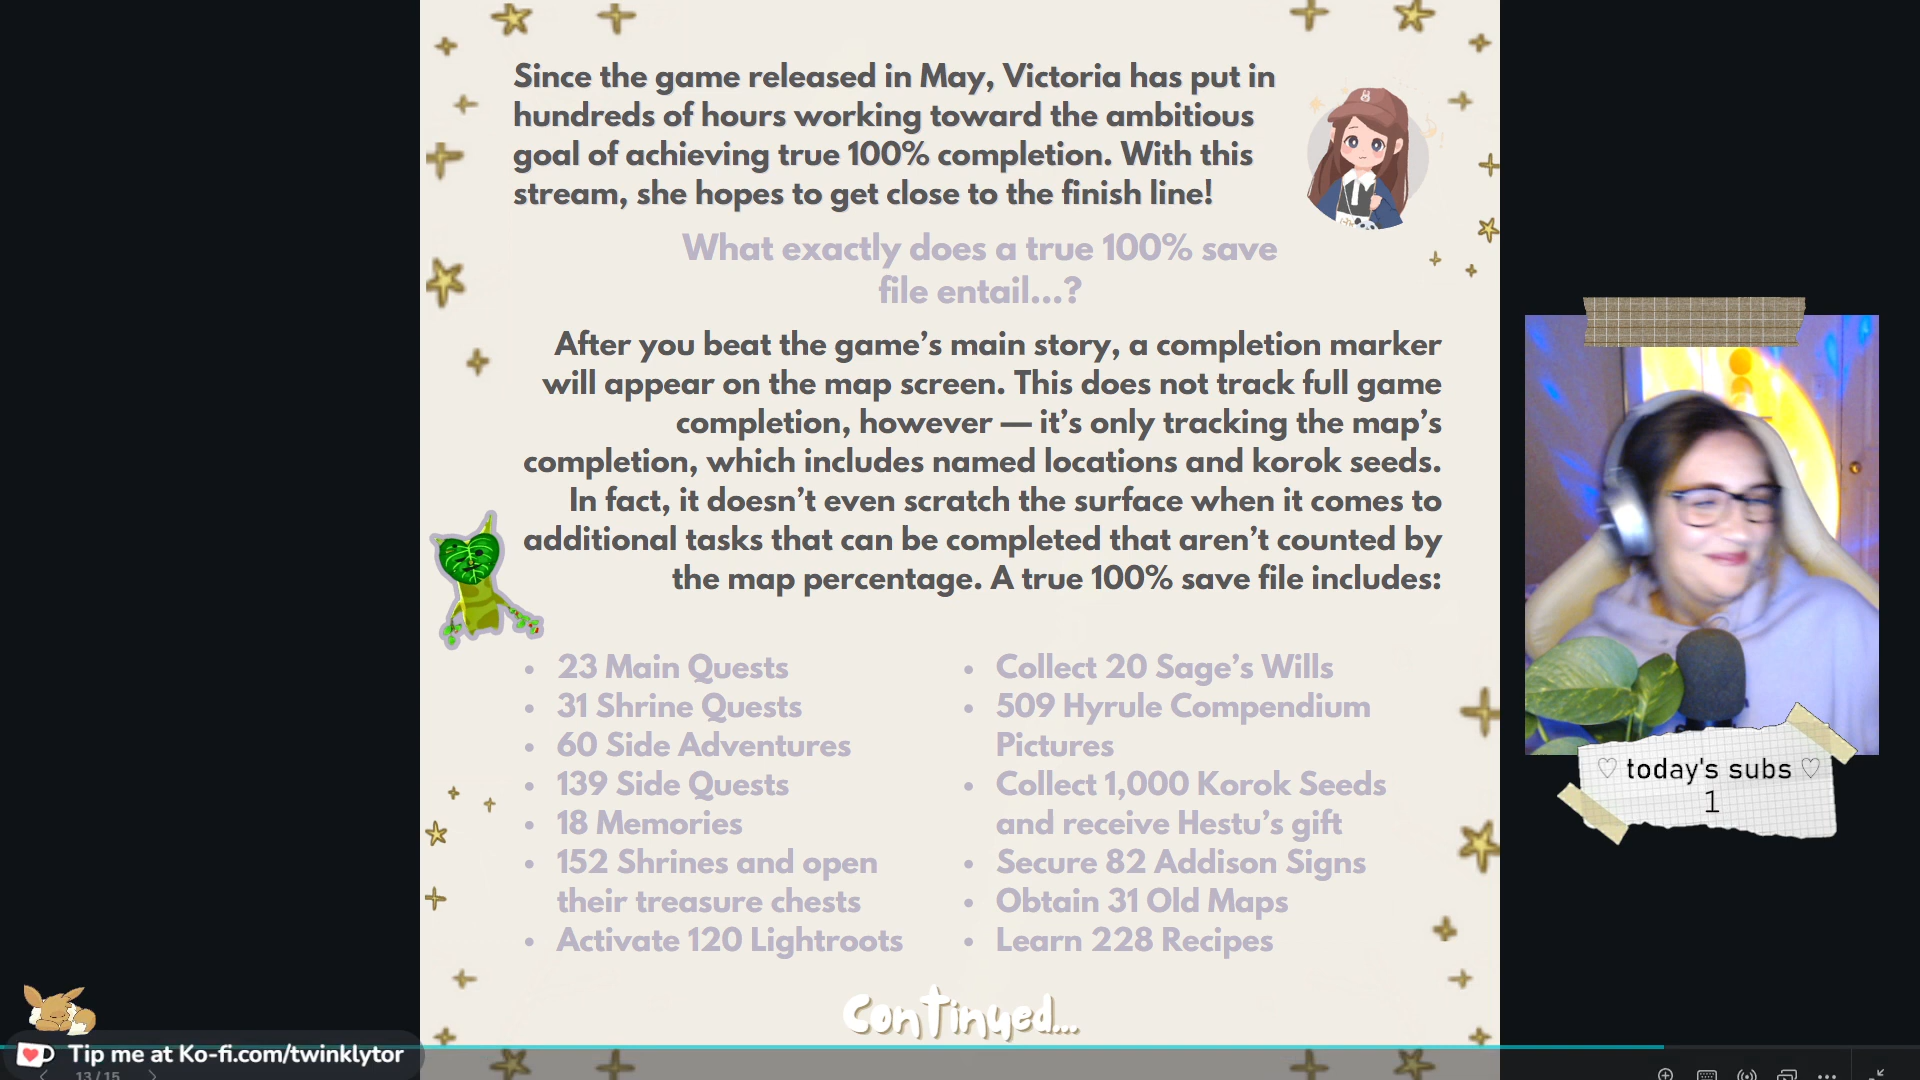 Since the game released in May, Victoria has put in
hundreds of hours working toward the ambitious
goal of achieving true 100% completion. With this
stream, she hopes to get close to the finish line!
What exactly does a true 100% save
file entail...?
After you beat the game’s main story, a completion marker
will appear on the map screen. This does not track full game
completion, however — it’s only tracking the map’s
completion, which includes named locations and korok seeds.
In fact, it doesn’t even scratch the surface when it comes to
additional tasks that can be completed that aren’t counted by
the map percentage. A true 100% save file includes:
• 23 Main Quests
• 31 Shrine Quests
• 60 Side Adventures
• 139 Side Quests
• 18 Memories
• 152 Shrines and open
their treasure chests
• Activate 120 Lightroots
• Collect 20 Sage’s Wills
• 509 Hyrule Compendium
Pictures
• Collect 1,000 Korok Seeds
and receive Hestu’s gift
• Secure 82 Addison Signs
• Obtain 31 Old Maps
• Learn 228 Recipes
Continued...
♡ today's subs ♡
1
Tip me at Ko-fi.com/twinklytor
13 / 15